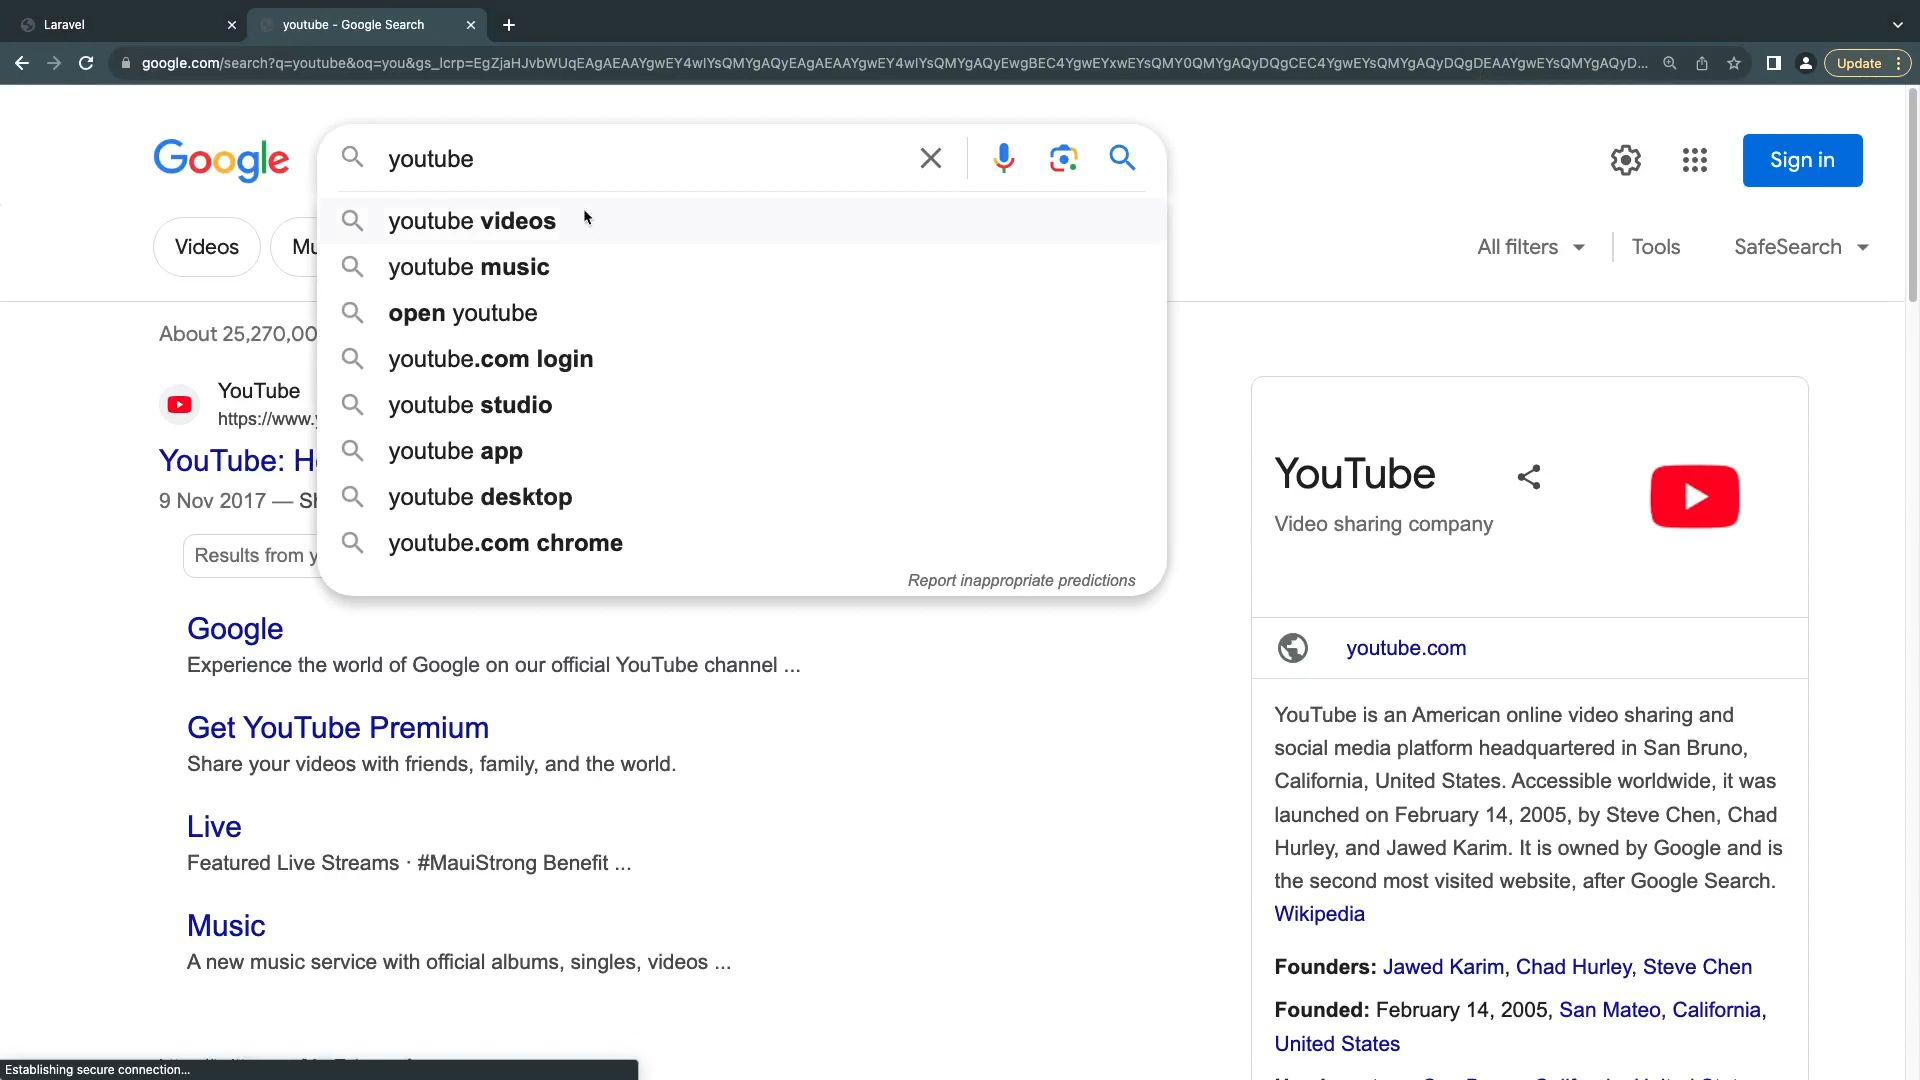 Laravel
youtube - Google Search
google.com/search?q=youtube&oq=you&gs_lcrp=EgZjaHJvbWUqEAgAEAAYgwEY4wIYsQMYgAQyEAgAEAAYgwEY4wIYsQMYgAQyEwgBEC4YgwEYxwEYsQMY0QMYgAQyDQgCEC4YgwEYsQMYgAQyDQgDEAAYgwEYsQMYgAQyD...
Update
Google
youtube
Sign in
Videos
Mu
All filters
Tools
SafeSearch
youtube videos
youtube music
open youtube
youtube.com login
youtube studio
youtube app
youtube desktop
youtube.com chrome
Report inappropriate predictions
About 25,270,00
YouTube
https://www.y
YouTube: H
9 Nov 2017 — Sh
Results from y
Google
Experience the world of Google on our official YouTube channel ...
Get YouTube Premium
Share your videos with friends, family, and the world.
Live
Featured Live Streams · #MauiStrong Benefit ...
Music
A new music service with official albums, singles, videos ...
YouTube
Video sharing company
youtube.com
YouTube is an American online video sharing and
social media platform headquartered in San Bruno,
California, United States. Accessible worldwide, it was
launched on February 14, 2005, by Steve Chen, Chad
Hurley, and Jawed Karim. It is owned by Google and is
the second most visited website, after Google Search.
Wikipedia
Founders: Jawed Karim, Chad Hurley, Steve Chen
Founded: February 14, 2005, San Mateo, California,
United States
Establishing secure connection...